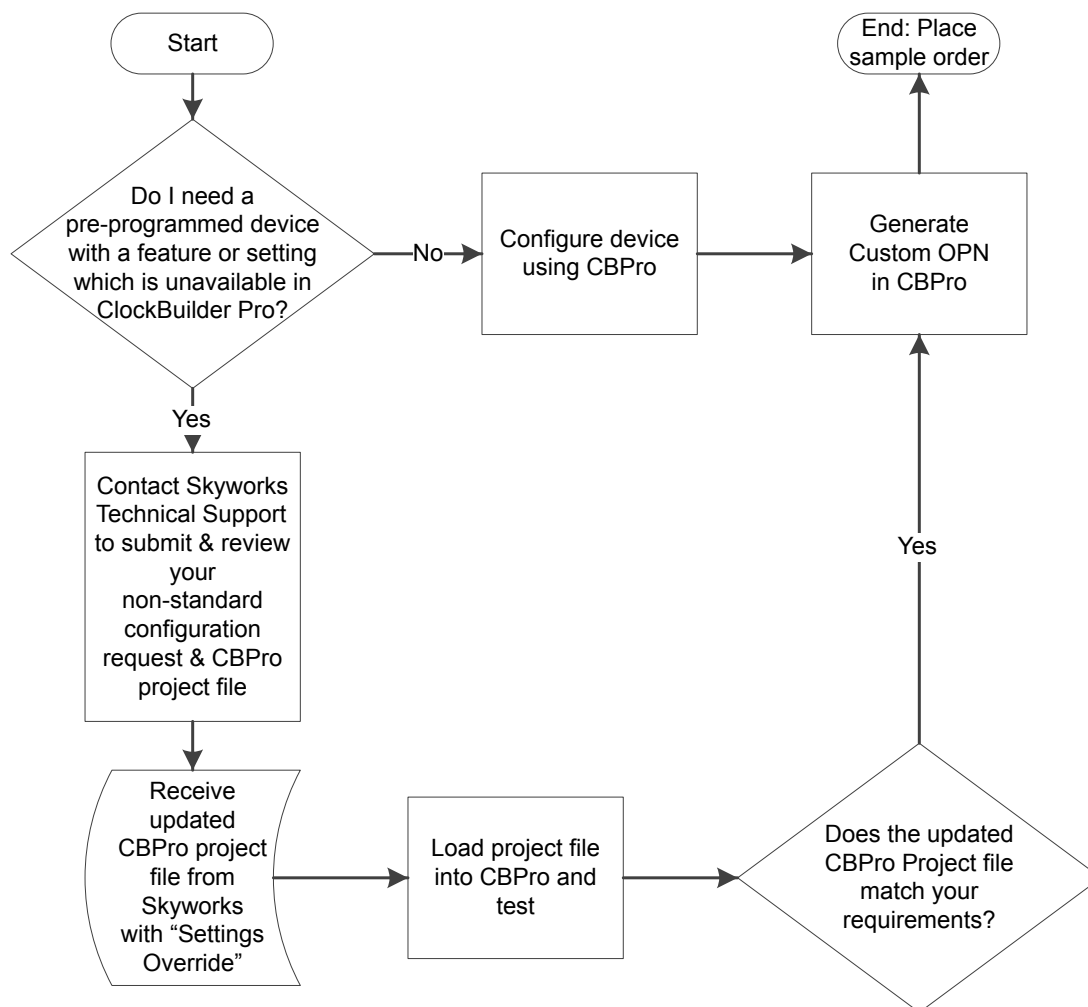 Start
Do I need a
pre-programmed device
with a feature or setting
which is unavailable in
ClockBuilder Pro?
No
Configure device
using CBPro
Generate
Custom OPN
in CBPro
End: Place
sample order
Yes
Contact Skyworks
Technical Support
to submit & review
your
non-standard
configuration
request & CBPro
project file
Receive
updated
CBPro project
file from
Skyworks
with “Settings
Override”
Load project file
into CBPro and
test
Does the updated
CBPro Project file
match your
requirements?
Yes